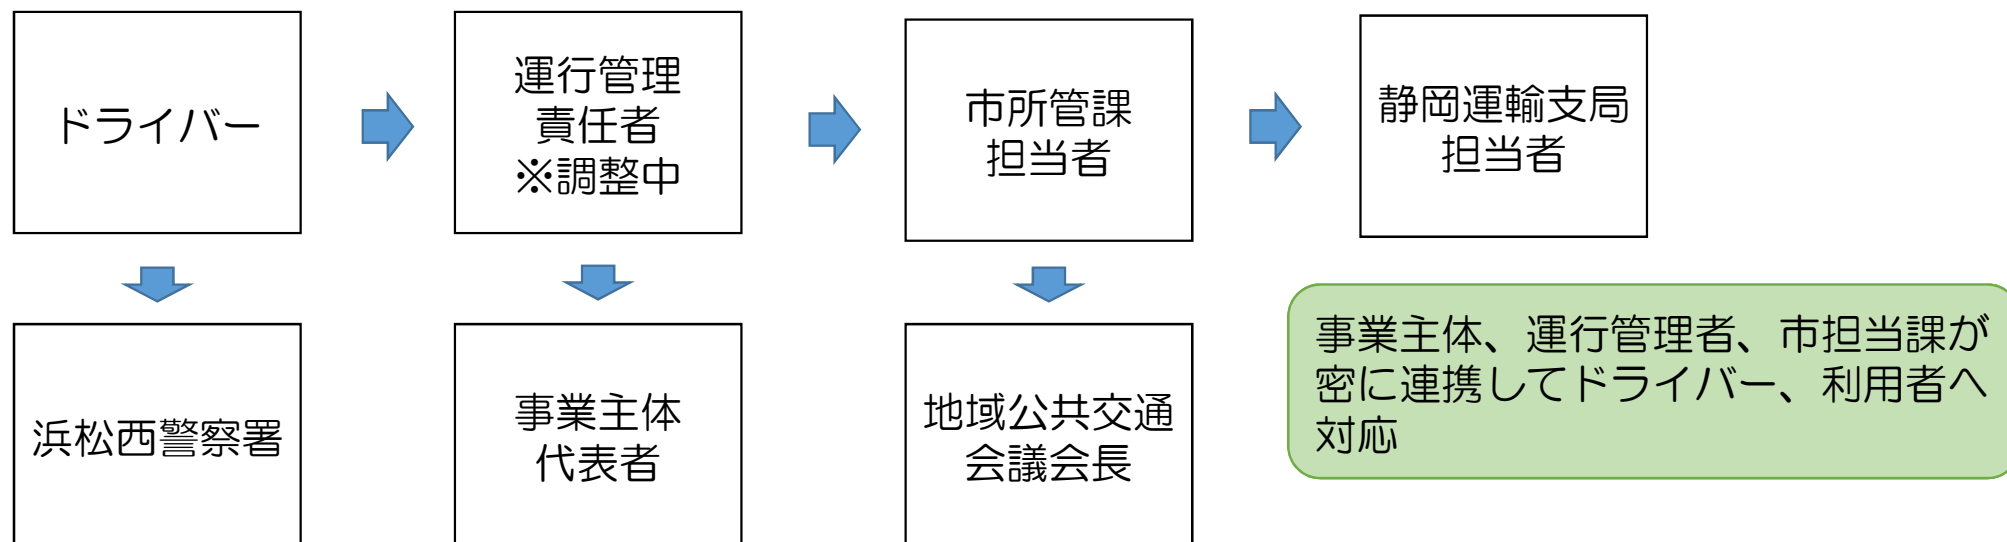 ドライバー
運行管理
責任者
※調整中
市所管課
担当者
静岡運輸支局
担当者
浜松西警察署
事業主体
代表者
地域公共交通
会議会長
事業主体、運行管理者、市担当課が
密に連携してドライバー、利用者へ
対応